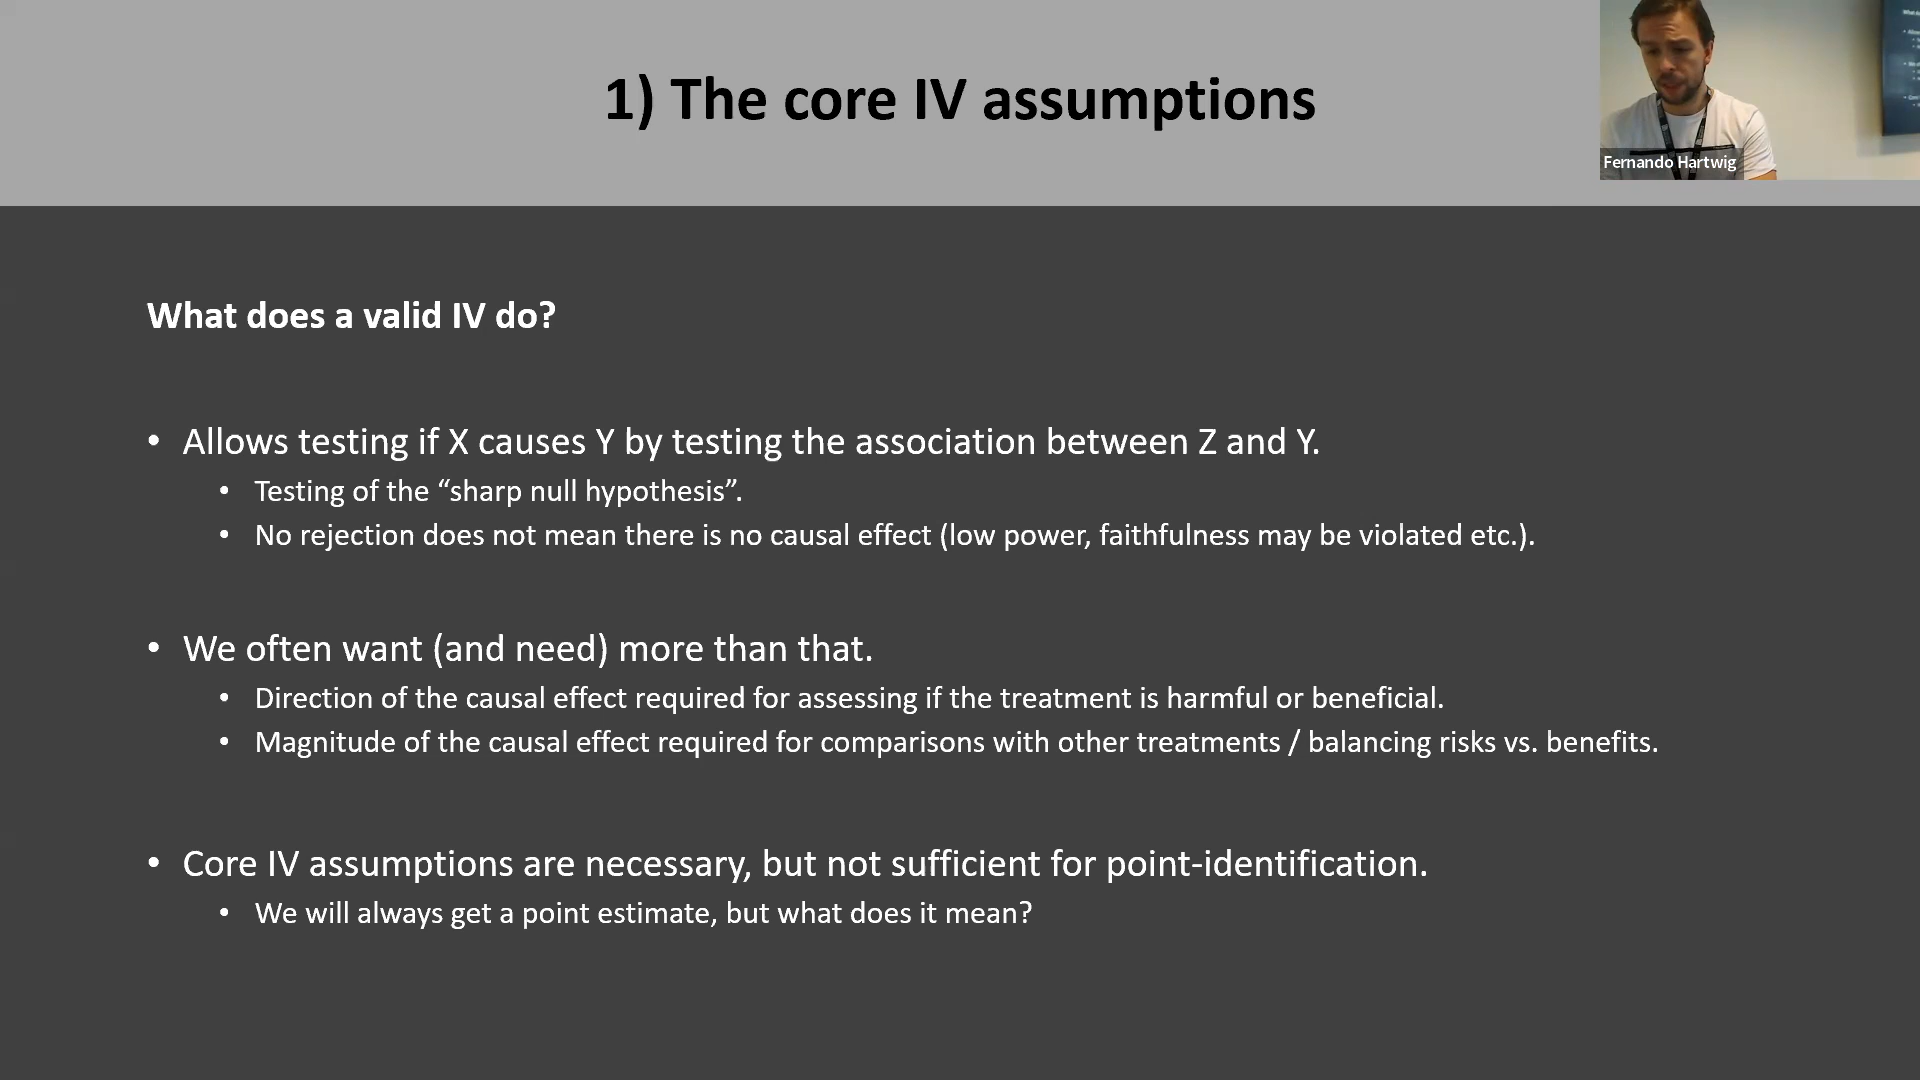 1) The core IV assumptions
Fernando Hartwig
What does a valid IV do?
• Allows testing if X causes Y by testing the association between Z and Y.
• Testing of the “sharp null hypothesis”.
• No rejection does not mean there is no causal effect (low power, faithfulness may be violated etc.).
• We often want (and need) more than that.
• Direction of the causal effect required for assessing if the treatment is harmful or beneficial.
• Magnitude of the causal effect required for comparisons with other treatments / balancing risks vs. benefits.
• Core IV assumptions are necessary, but not sufficient for point-identification.
• We will always get a point estimate, but what does it mean?